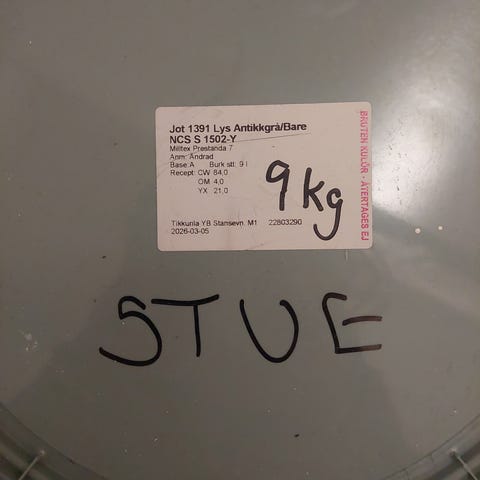 Jot 1391 Lys Antikkgrå/Bare
NCS S 1502-Y
Milltex Prestanda 7
Anm: Ändrad
Base: A Burk stl: 9 l
Recept: CW 84.0
OM 4.0
YX 21.0
9 kg
Tikkurila YB Stansevn. M1 22803290
2026-03-05
BRUTEN KULÖR - ÅTERTAGES EJ
STUE